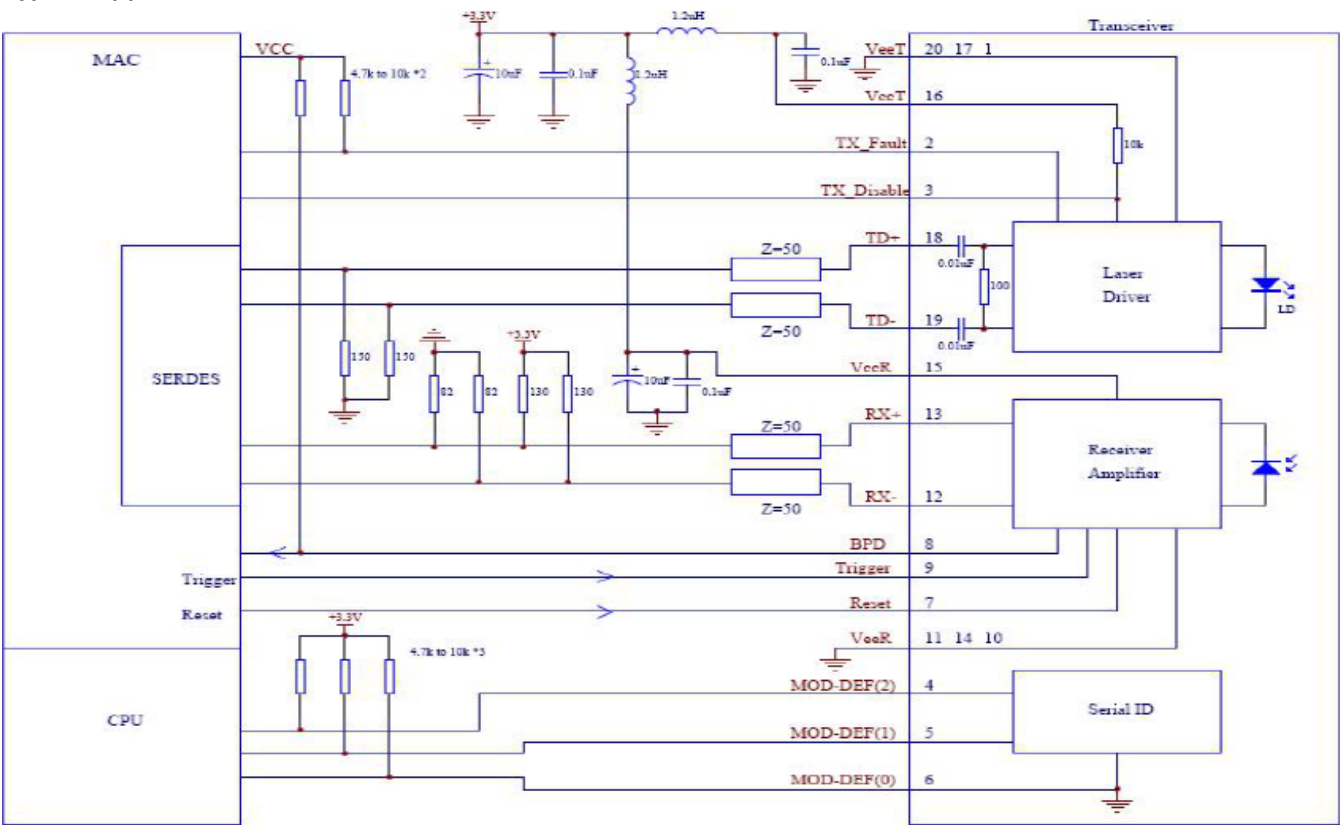 +3.3V
1.2uH
Transceiver
MAC
VCC
4.7k to 10k *2
10uF
0.1uF
1.2uH
0.1uF
VeeT
20 17 1
VccT
16
TX_Fault
2
10k
TX_Disable
3
TD+
18
Z=50
0.01uF
100
Laser
Driver
LD
TD-
19
Z=50
0.01uF
SERDES
150
150
+3.3V
82
82
130
130
10uF
0.1uF
VccR
15
RX+
13
Z=50
Receiver
Amplifier
RX-
12
Z=50
BPD
8
Trigger
Trigger
9
Reset
Reset
7
+3.3V
4.7k to 10k *3
VeeR
11 14 10
MOD-DEF(2)
4
CPU
Serial ID
MOD-DEF(1)
5
MOD-DEF(0)
6